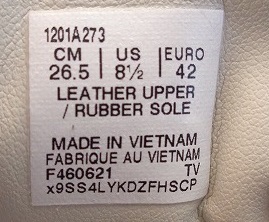 1201A273
CM US EURO
26.5 8½ 42
LEATHER UPPER
/ RUBBER SOLE
MADE IN VIETNAM
FABRIQUE AU VIETNAM
F460621 TV
x9SS4LYKDZFHSCP